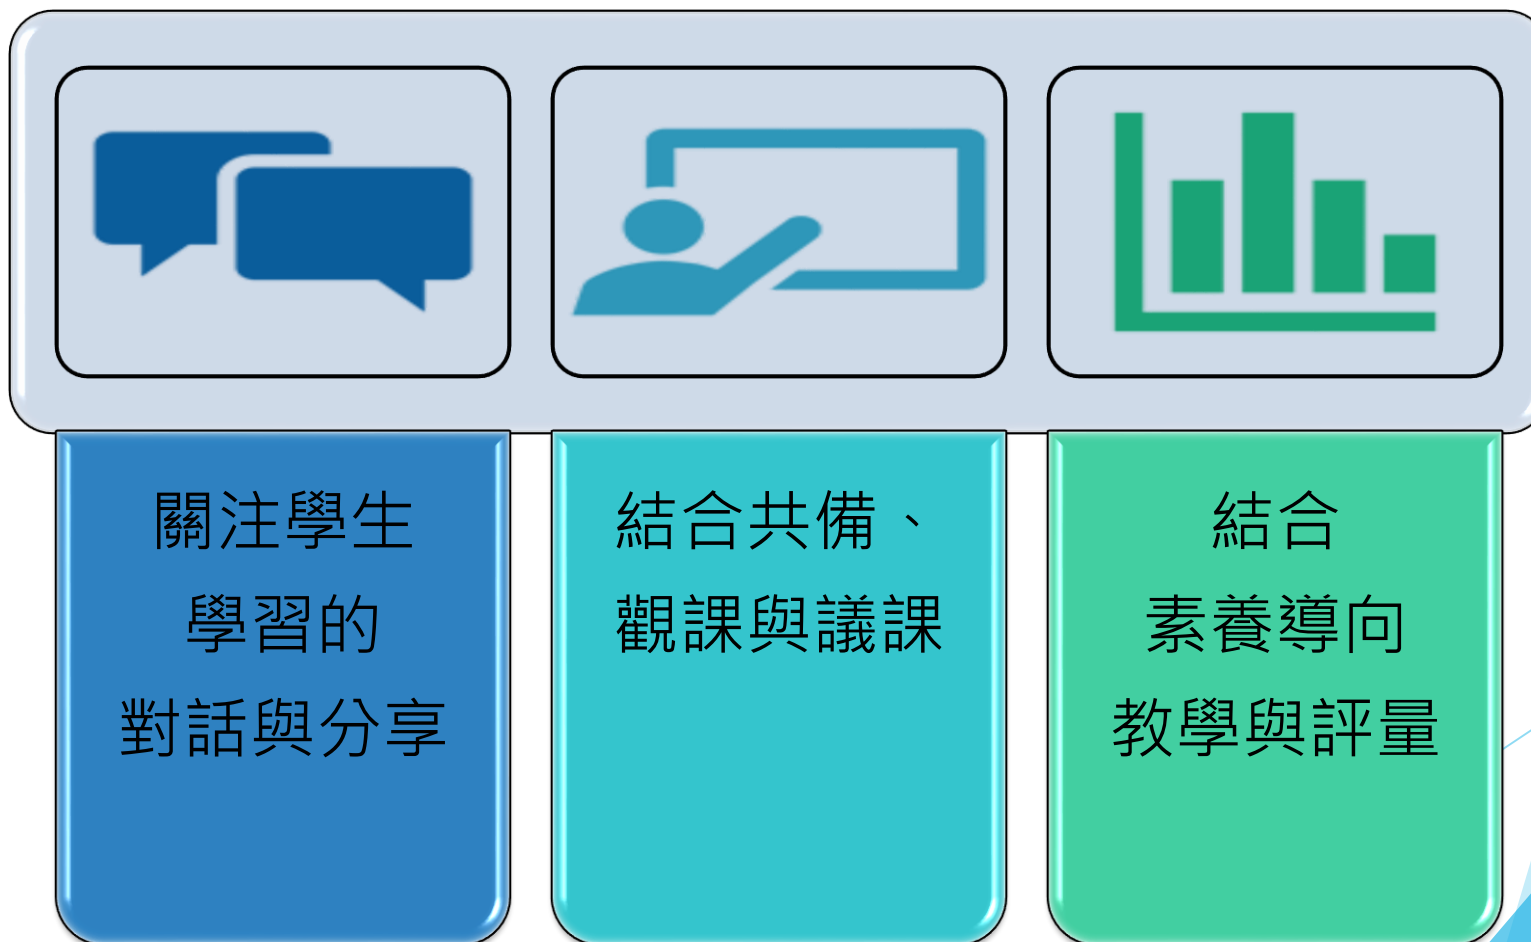 關注學生
學習的
對話與分享
結合共備、
觀課與議課
結合
素養導向
教學與評量